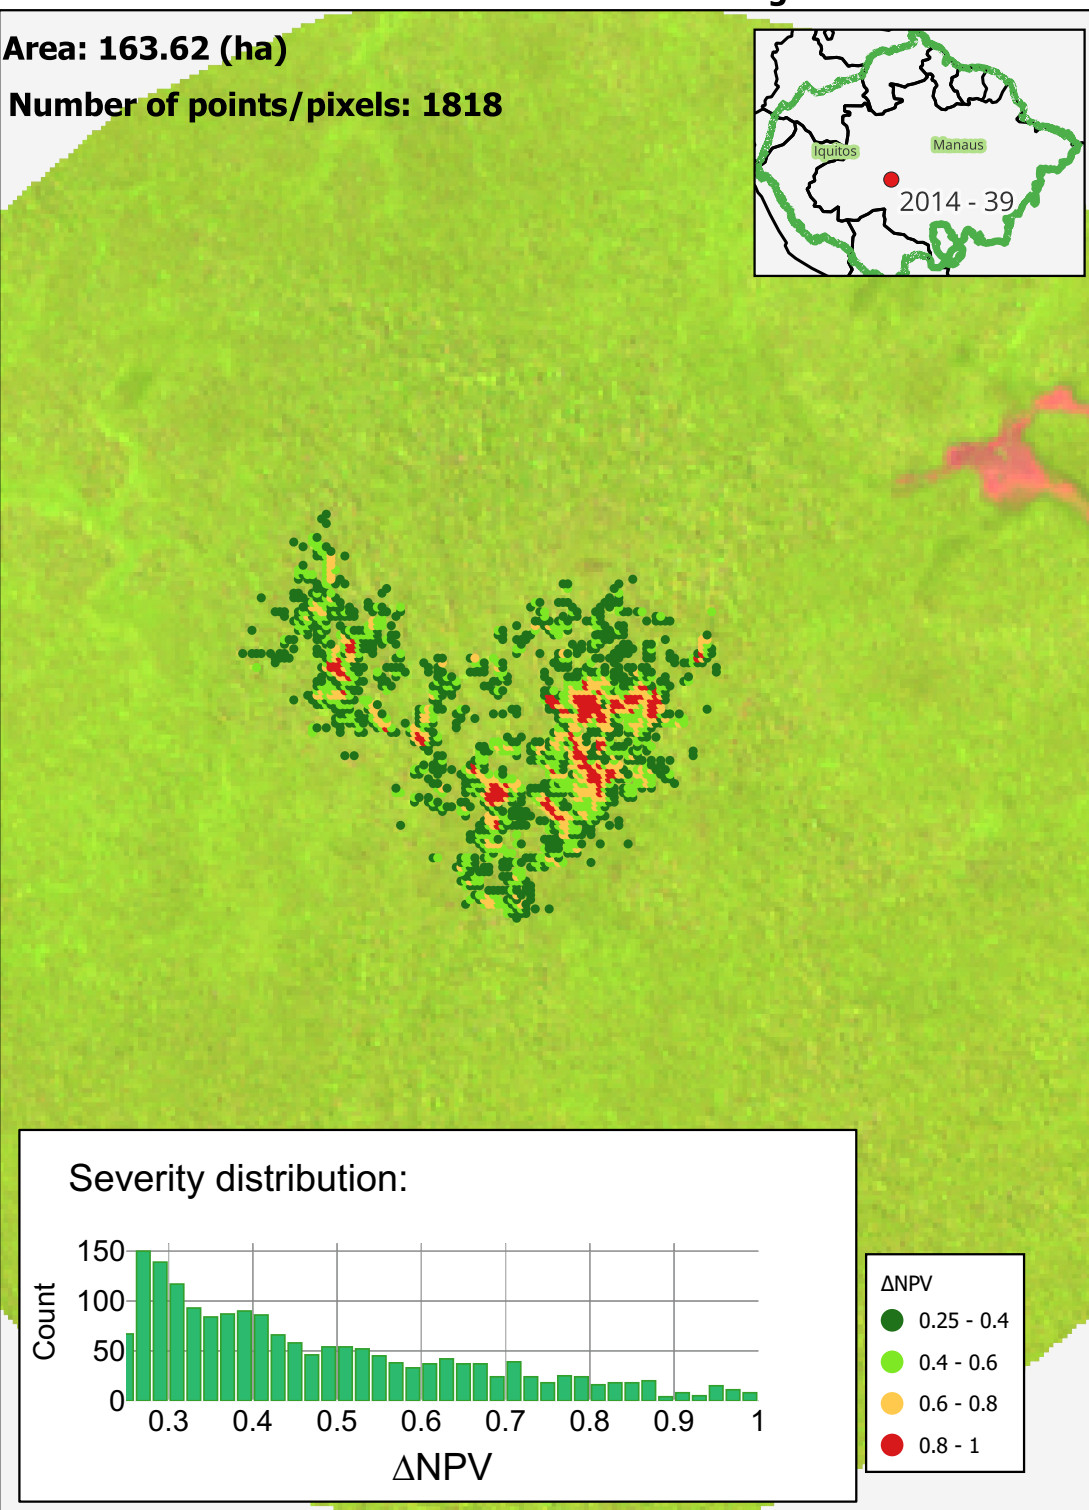 Area: 163.62 (ha)
Number of points/pixels: 1818
Iquitos
Manaus
2014 - 39
Severity distribution:
Count
150
100
50
0
0.3 0.4 0.5 0.6 0.7 0.8 0.9 1
ΔNPV
ΔNPV
0.25 - 0.4
0.4 - 0.6
0.6 - 0.8
0.8 - 1